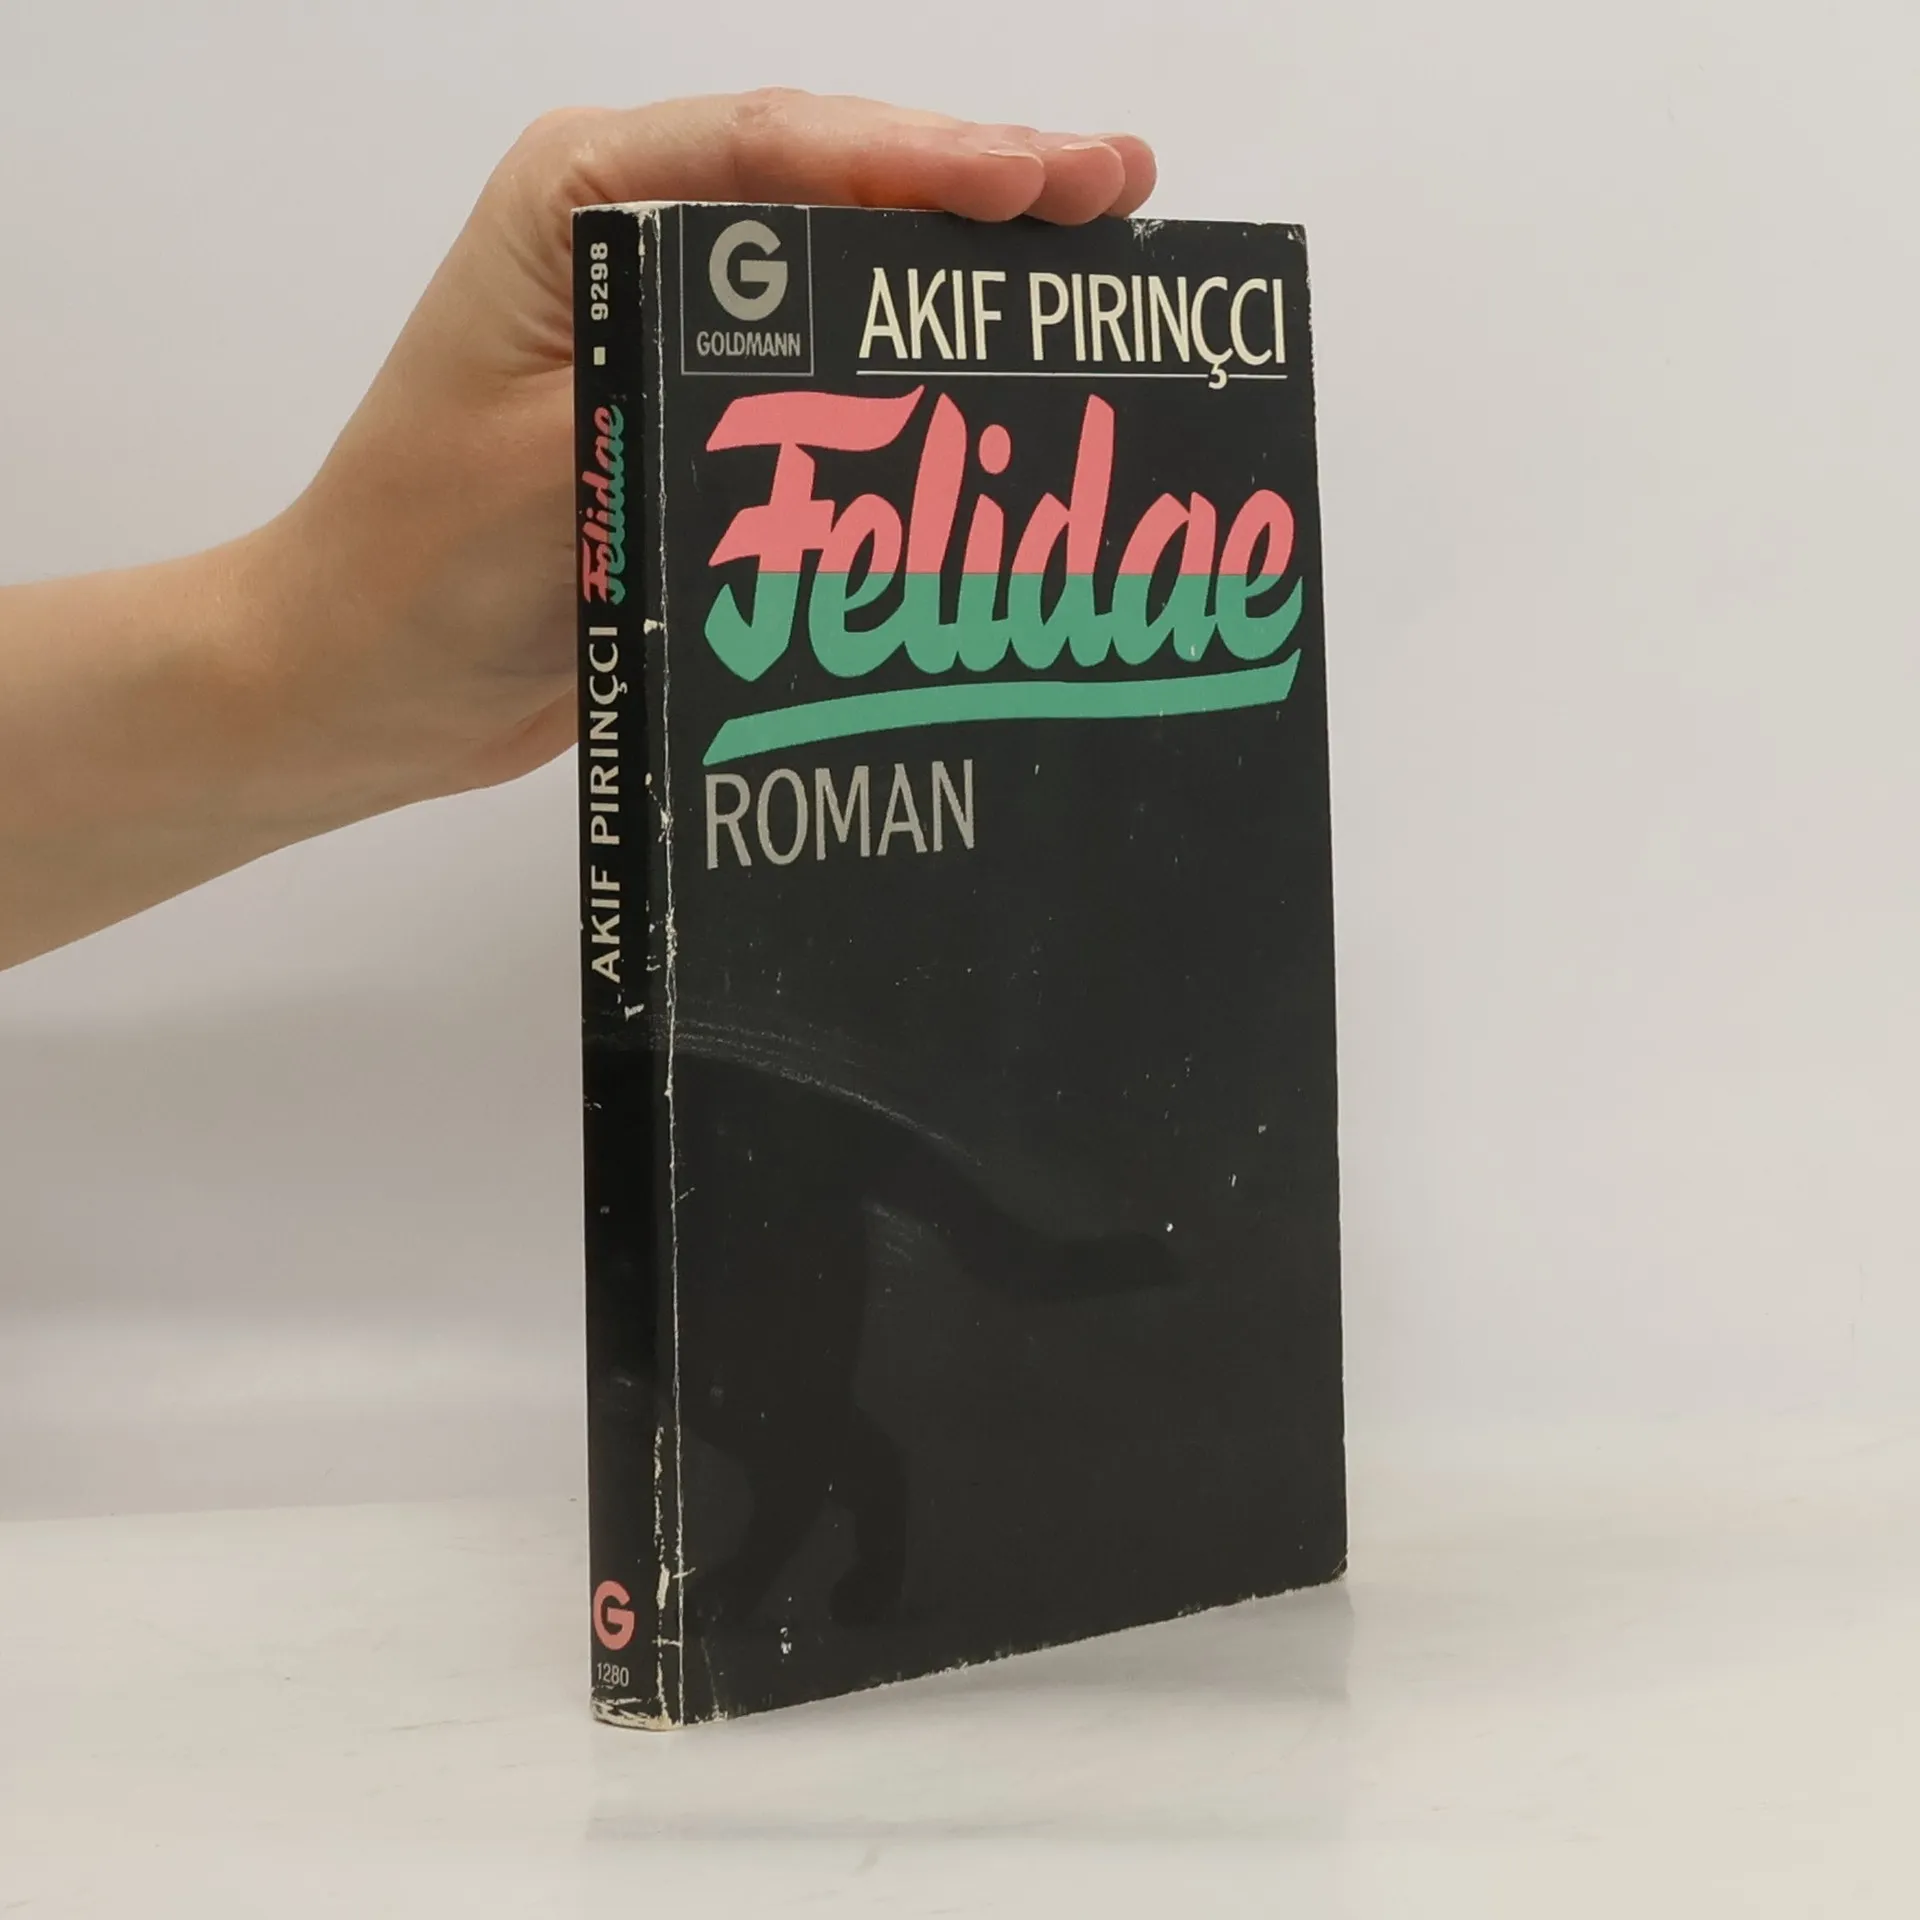 G
GOLDMANN
AKIF PIRINÇCI
Felidae
ROMAN
AKIF PIRINÇCI Felidae ▪ 9298
G
1280